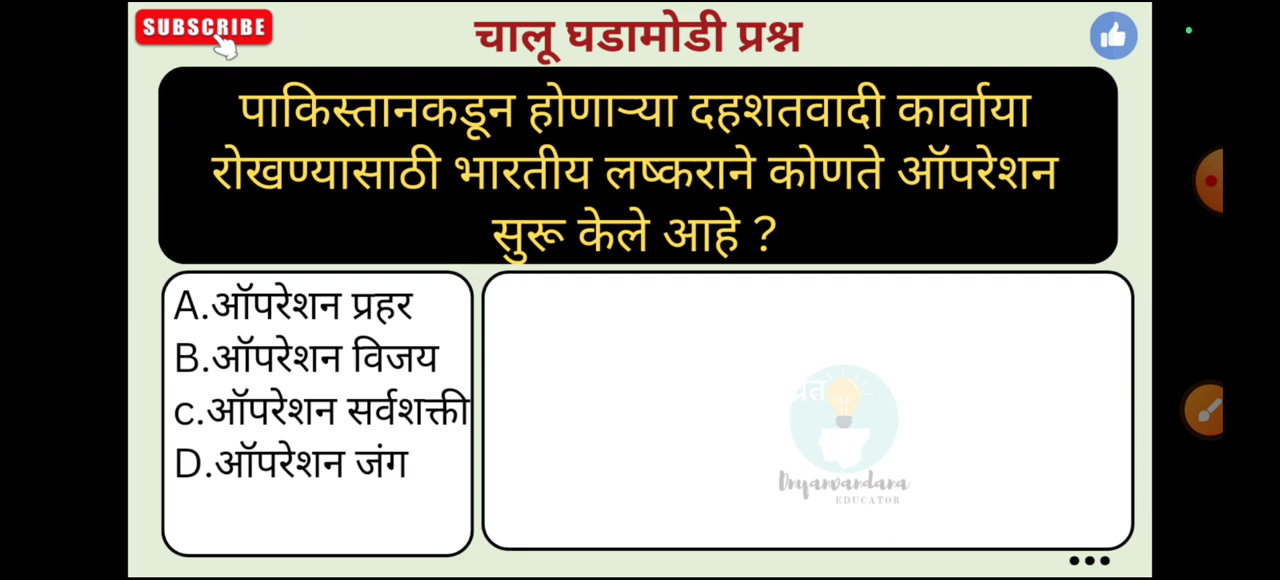 SUBSCRIBE
चालू घडामोडी प्रश्न
पाकिस्तानकडून होणाऱ्या दहशतवादी कार्वाया
रोखण्यासाठी भारतीय लष्कराने कोणते ऑपरेशन
सुरू केले आहे ?
A.ऑपरेशन प्रहर
B.ऑपरेशन विजय
c.ऑपरेशन सर्वशक्ती
D.ऑपरेशन जंग
Dnyanvandana
EDUCATOR